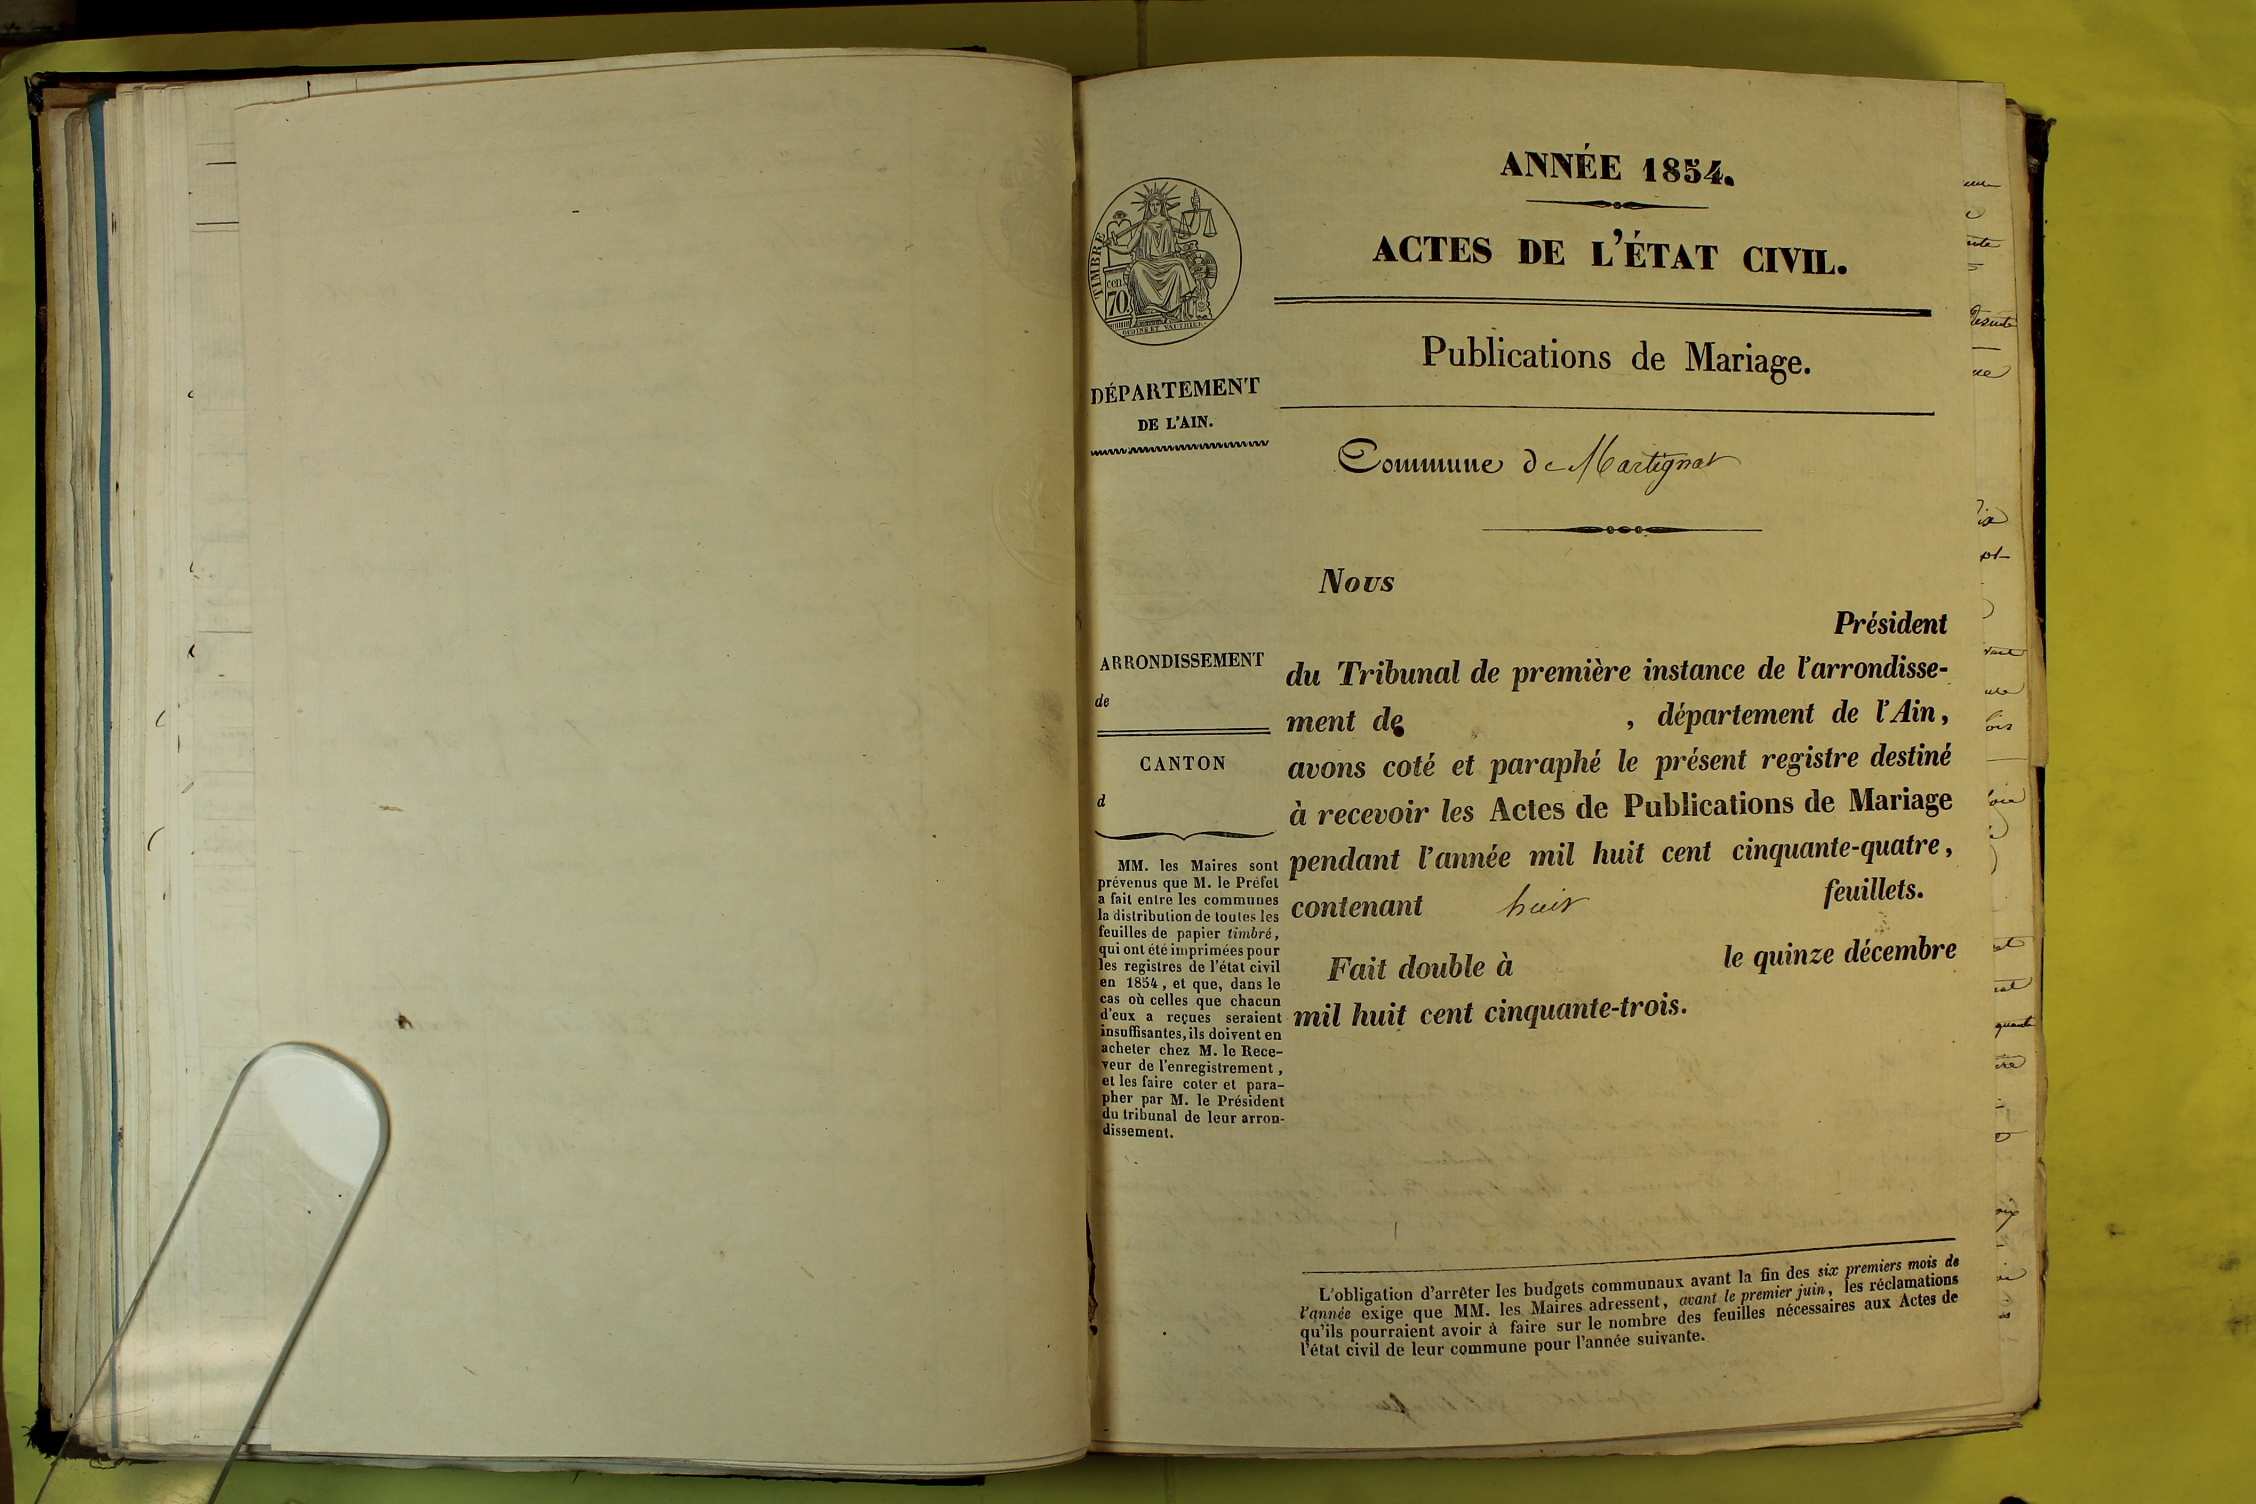 ANNÉE 1854.
ACTES DE L'ÉTAT CIVIL.
Publications de Mariage.
TIMBRE
cen.
70.
DÉPARTEMENT
DE L'AIN.
Commune de Martignat
Nous
Président
du Tribunal de première instance de l'arrondisse-
ment de , département de l'Ain,
avons coté et paraphé le présent registre destiné
à recevoir les Actes de Publications de Mariage
pendant l'année mil huit cent cinquante-quatre,
contenant huit feuillets.
Fait double à le quinze décembre
mil huit cent cinquante-trois.
ARRONDISSEMENT
de
CANTON
d
MM. les Maires sont
prévenus que M. le Préfet
a fait entre les communes
la distribution de toutes les
feuilles de papier timbré,
qui ont été imprimées pour
les registres de l'état civil
en 1854, et que, dans le
cas où celles que chacun
d'eux a reçues seraient
insuffisantes, ils doivent en
acheter chez M. le Rece-
veur de l'enregistrement,
et les faire coter et para-
pher par M. le Président
du tribunal de leur arron-
dissement.
L'obligation d'arrêter les budgets communaux avant la fin des six premiers mois de
l'année exige que MM. les Maires adressent, avant le premier juin, les réclamations
qu'ils pourraient avoir à faire sur le nombre des feuilles nécessaires aux Actes de
l'état civil de leur commune pour l'année suivante.